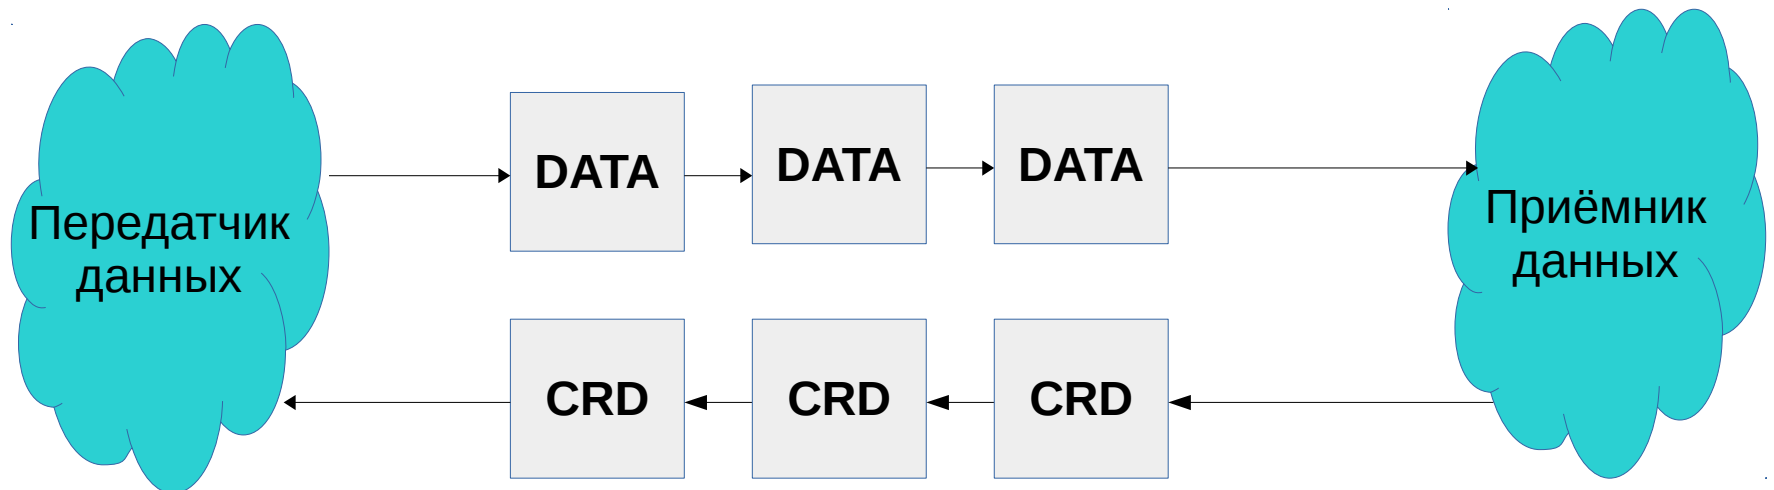 Передатчик
данных
DATA
DATA
DATA
Приёмник
данных
CRD
CRD
CRD